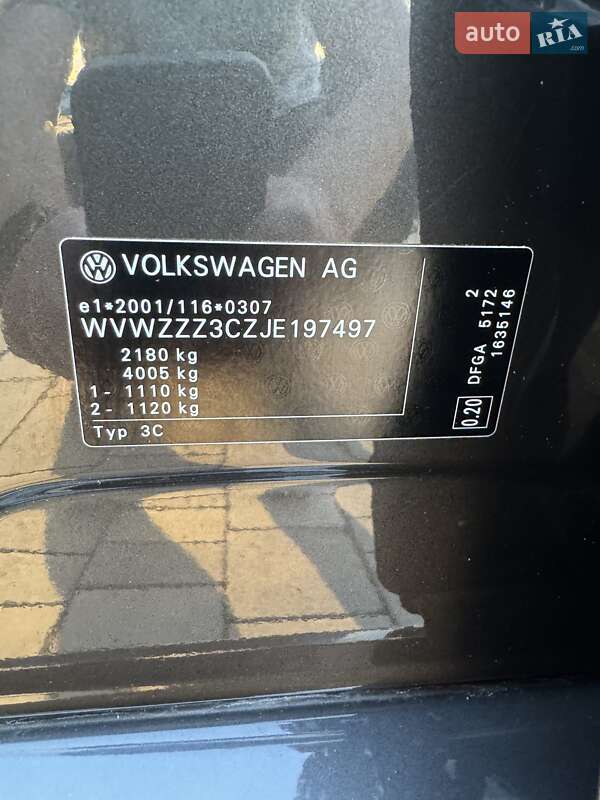 auto RIA.com
VOLKSWAGEN AG
e1*2001/116*0307
WVWZZZ3CZJE197497
2180 kg
4005 kg
1- 1110 kg
2- 1120 kg
Typ 3C
0.20 DFGA 5172 2
1635146